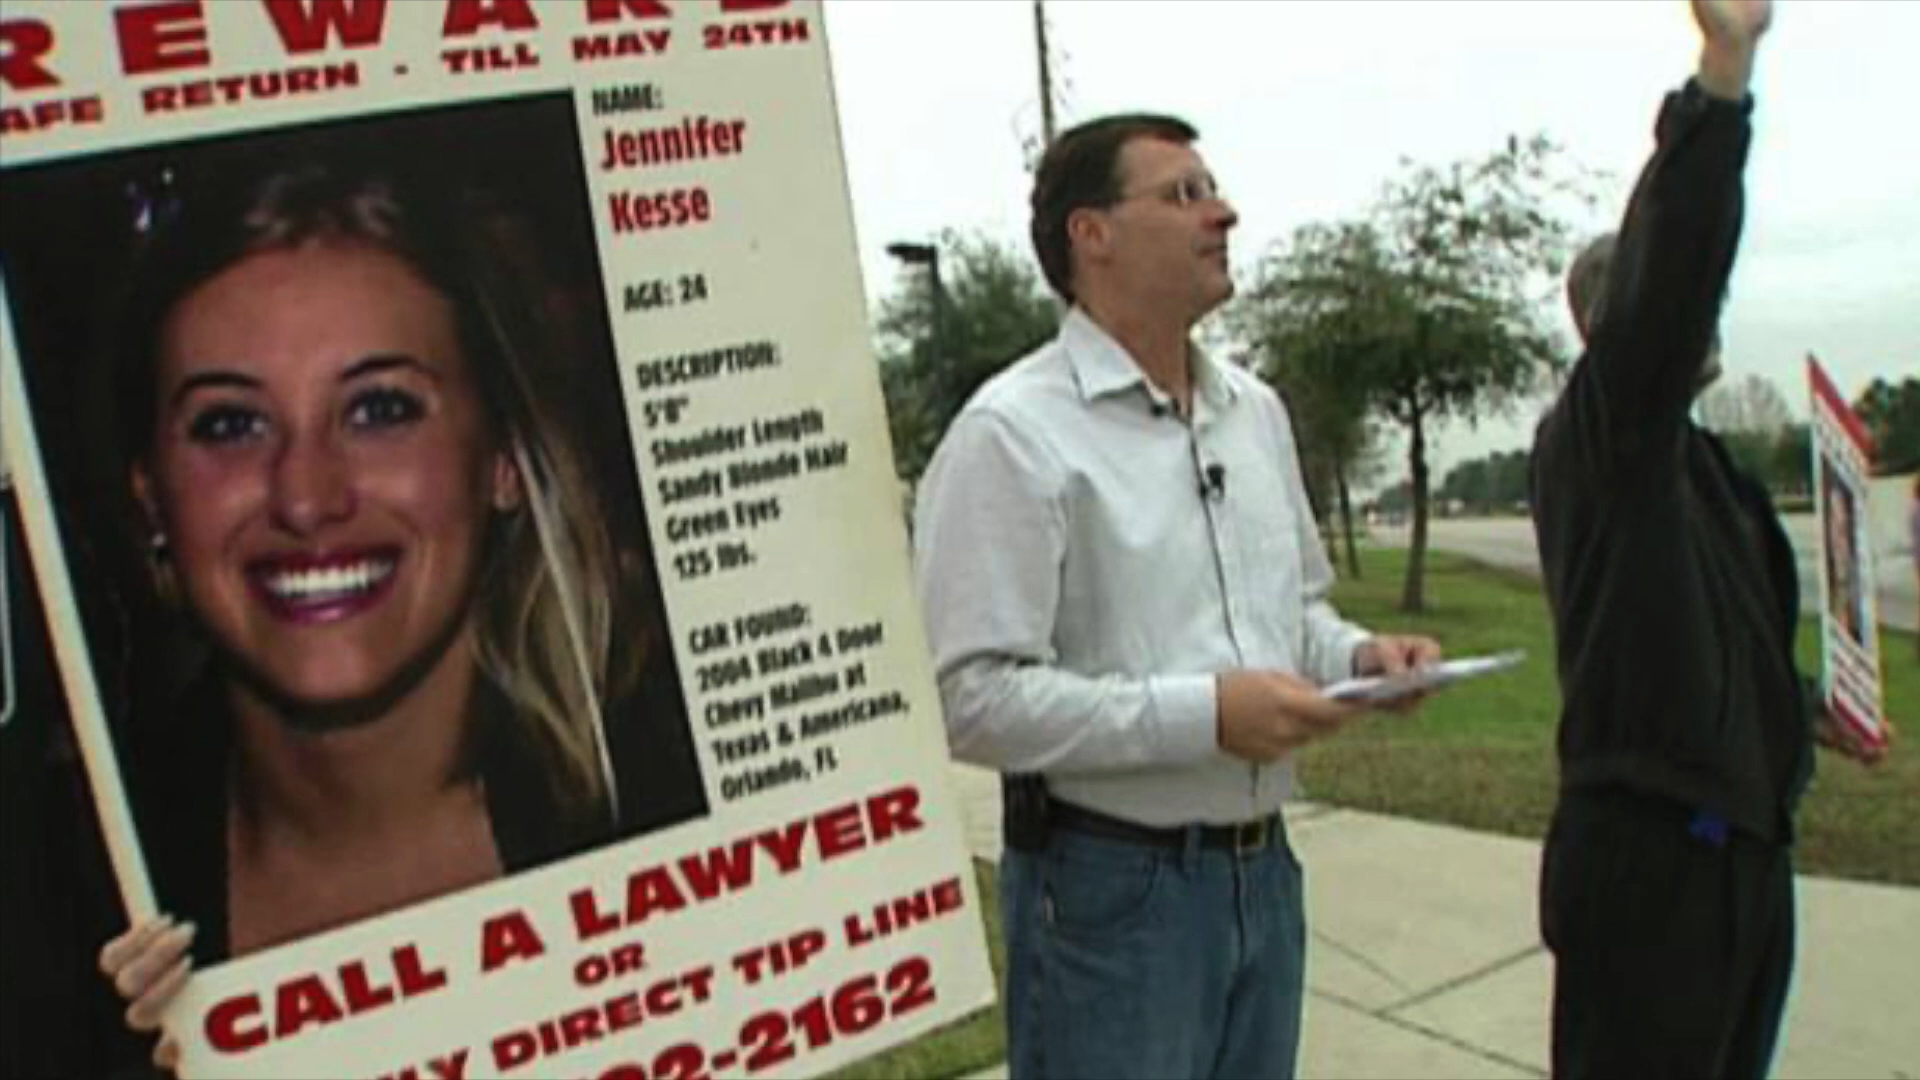 REWARD
SAFE RETURN - TILL MAY 24TH
NAME:
Jennifer
Kesse
AGE: 24
DESCRIPTION:
5'8"
Shoulder Length
Sandy Blonde Hair
Green Eyes
125 lbs.
CAR FOUND:
2004 Black 4 Door
Chevy Malibu at
Texas & Americana,
Orlando, FL
CALL A LAWYER
OR
DIRECT TIP LINE
2-2162